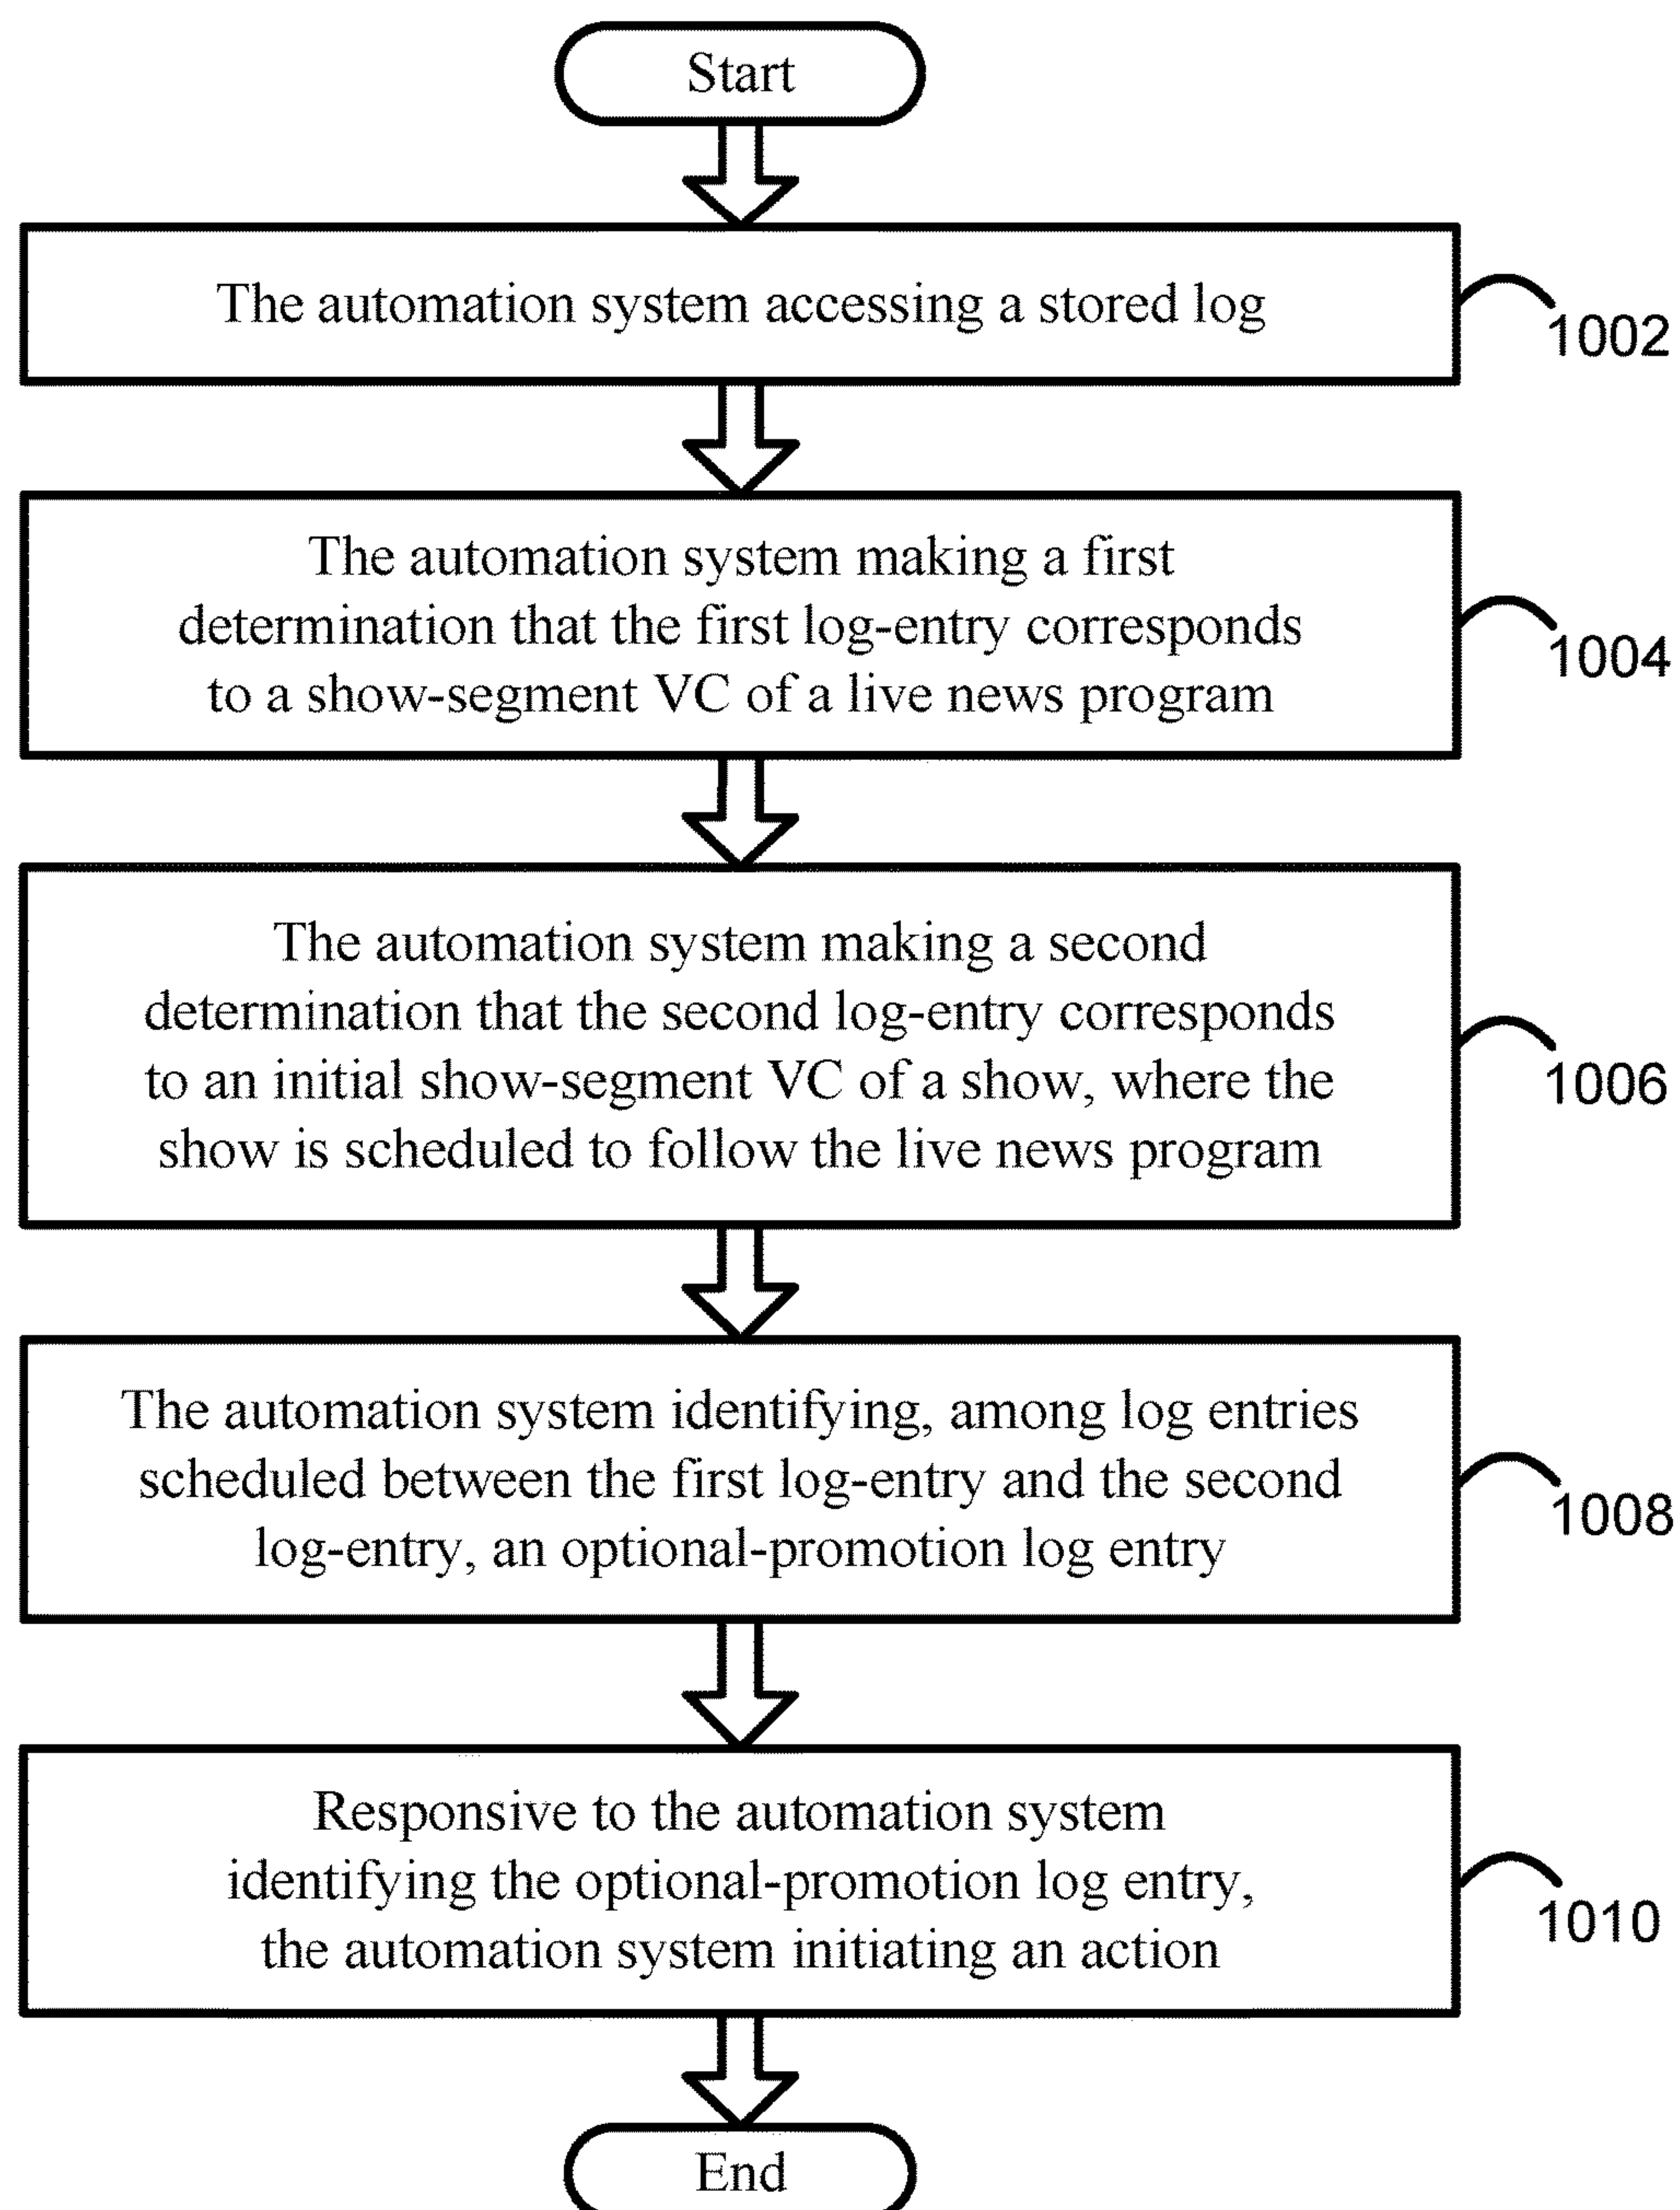 Start
The automation system accessing a stored log
1002
The automation system making a first
determination that the first log-entry corresponds
to a show-segment VC of a live news program
1004
The automation system making a second
determination that the second log-entry corresponds
to an initial show-segment VC of a show, where the
show is scheduled to follow the live news program
1006
The automation system identifying, among log entries
scheduled between the first log-entry and the second
log-entry, an optional-promotion log entry
1008
Responsive to the automation system
identifying the optional-promotion log entry,
the automation system initiating an action
1010
End